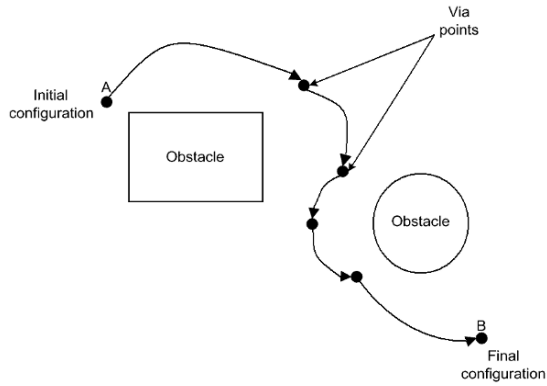 Via
points
A
Initial
configuration
Obstacle
Obstacle
B
Final
configuration